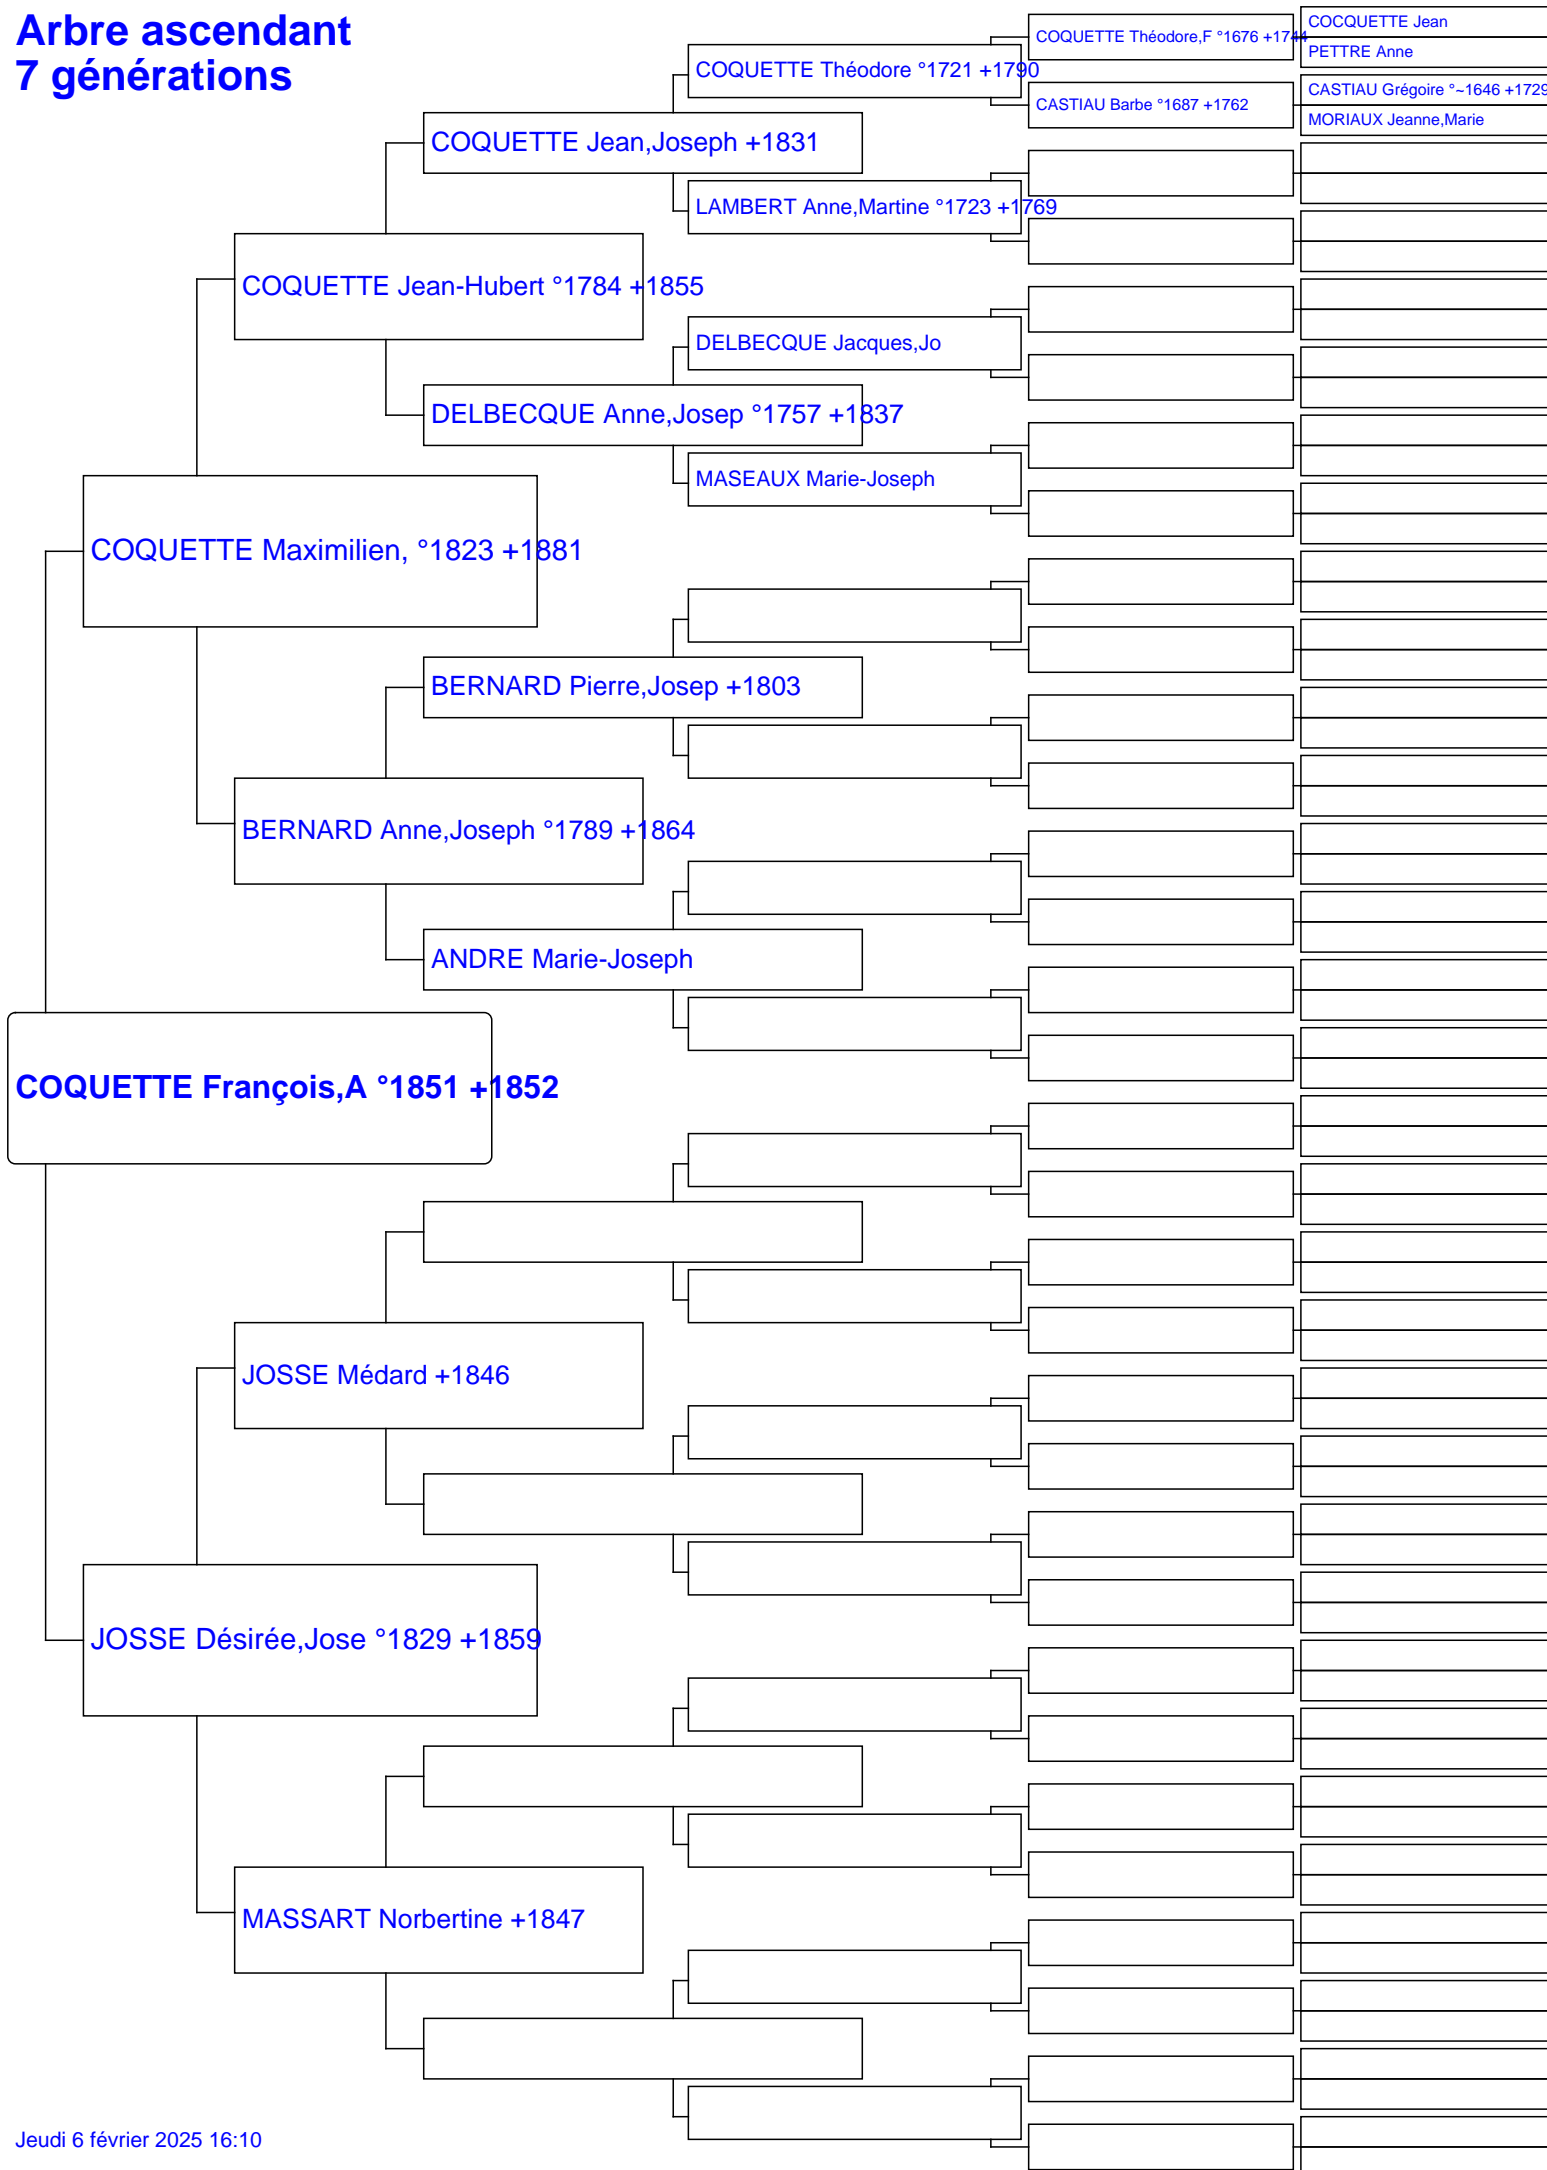 Arbre ascendant
7 générations
COCQUETTE Jean
COQUETTE Théodore,F °1676 +1744
PETTRE Anne
COQUETTE Théodore °1721 +1790
CASTIAU Grégoire °~1646 +1729
CASTIAU Barbe °1687 +1762
MORIAUX Jeanne,Marie
COQUETTE Jean,Joseph +1831
LAMBERT Anne,Martine °1723 +1769
COQUETTE Jean-Hubert °1784 +1855
DELBECQUE Jacques,Jo
DELBECQUE Anne,Josep °1757 +1837
MASEAUX Marie-Joseph
COQUETTE Maximilien, °1823 +1881
BERNARD Pierre,Josep +1803
BERNARD Anne,Joseph °1789 +1864
ANDRE Marie-Joseph
COQUETTE François,A °1851 +1852
JOSSE Médard +1846
JOSSE Désirée,Jose °1829 +1859
MASSART Norbertine +1847
Jeudi 6 février 2025 16:10